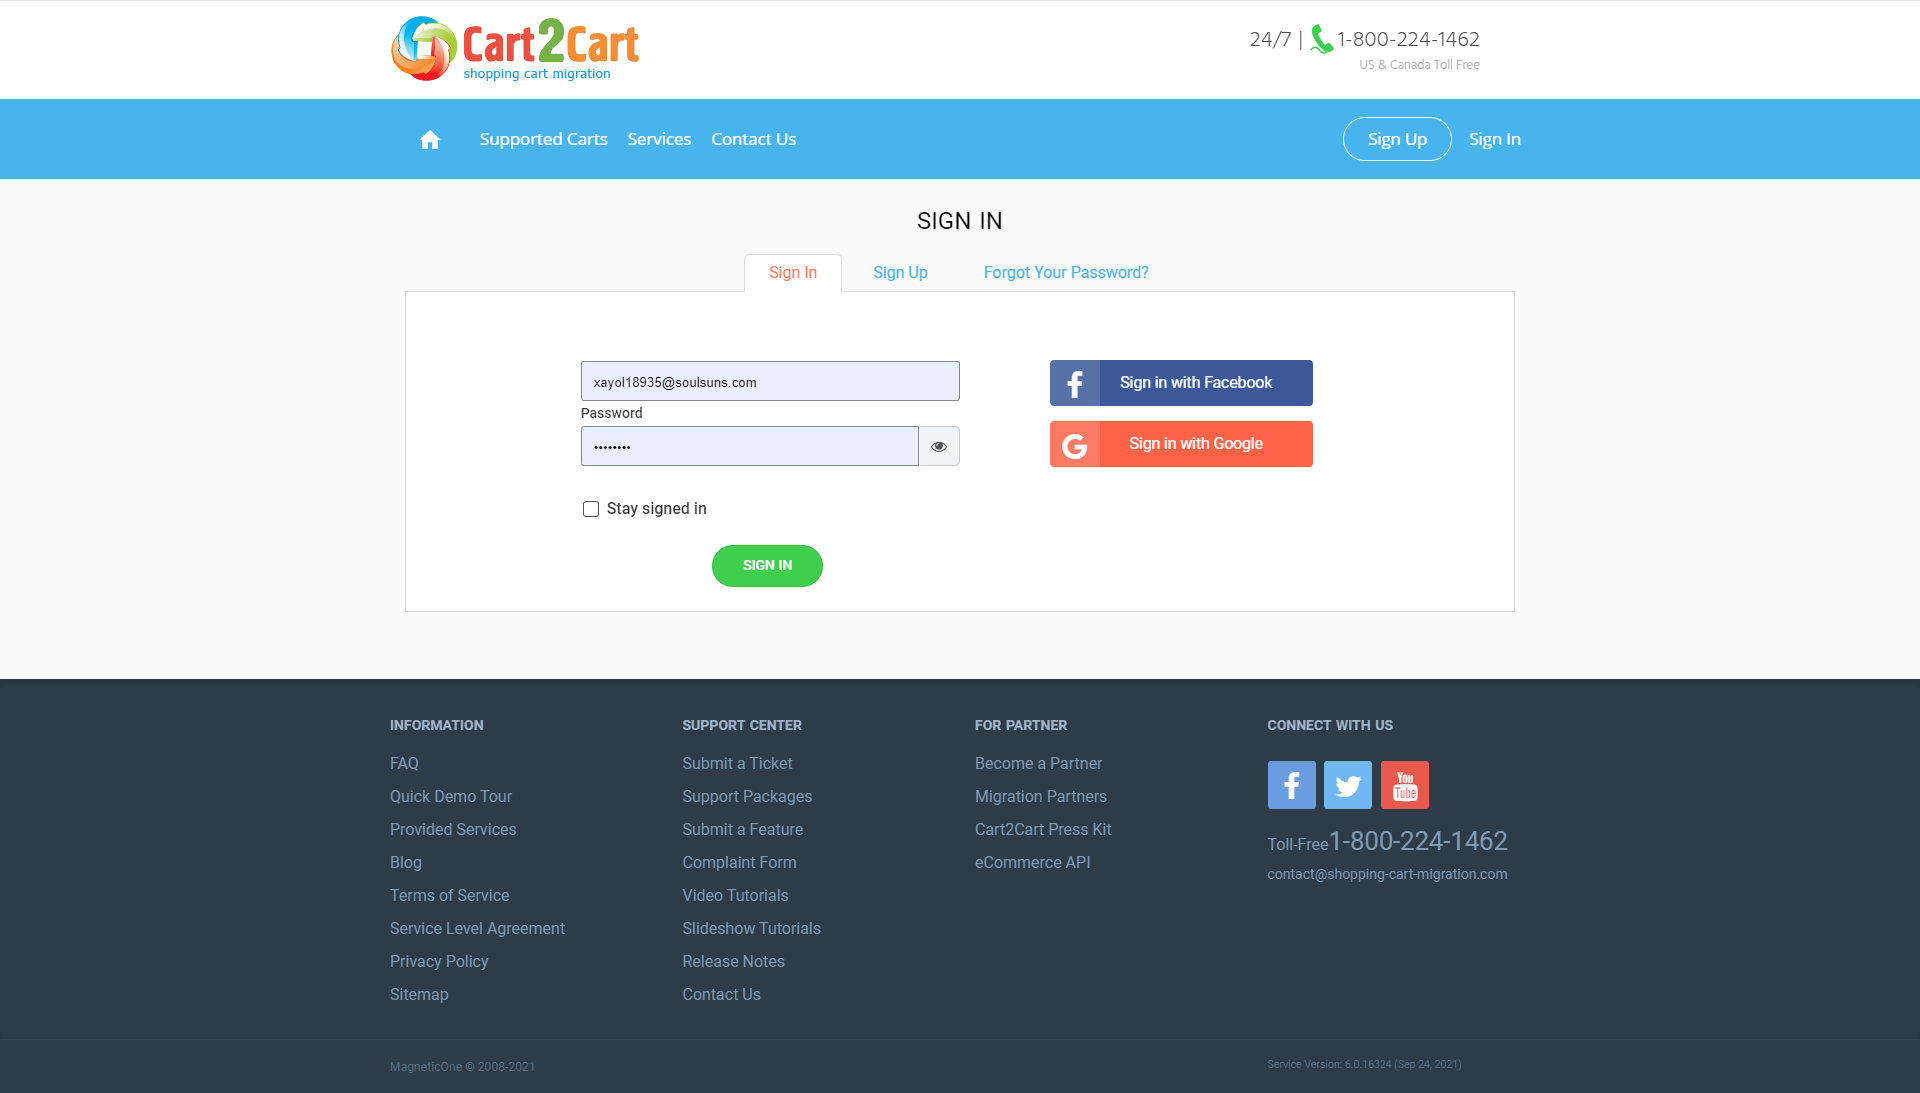 Cart2Cart
shopping cart migration
24/7 | 1-800-224-1462
US & Canada Toll Free
Supported Carts Services Contact Us Sign Up Sign In
SIGN IN
Sign In Sign Up Forgot Your Password?
xayol18935@soulsuns.com
Password
••••••••
Stay signed in
SIGN IN
Sign in with Facebook
Sign in with Google
INFORMATION
FAQ
Quick Demo Tour
Provided Services
Blog
Terms of Service
Service Level Agreement
Privacy Policy
Sitemap
SUPPORT CENTER
Submit a Ticket
Support Packages
Submit a Feature
Complaint Form
Video Tutorials
Slideshow Tutorials
Release Notes
Contact Us
FOR PARTNER
Become a Partner
Migration Partners
Cart2Cart Press Kit
eCommerce API
CONNECT WITH US
You
Tube
Toll-Free1-800-224-1462
contact@shopping-cart-migration.com
MagneticOne © 2008-2021
Service Version: 6.0.16324 (Sep 24, 2021)